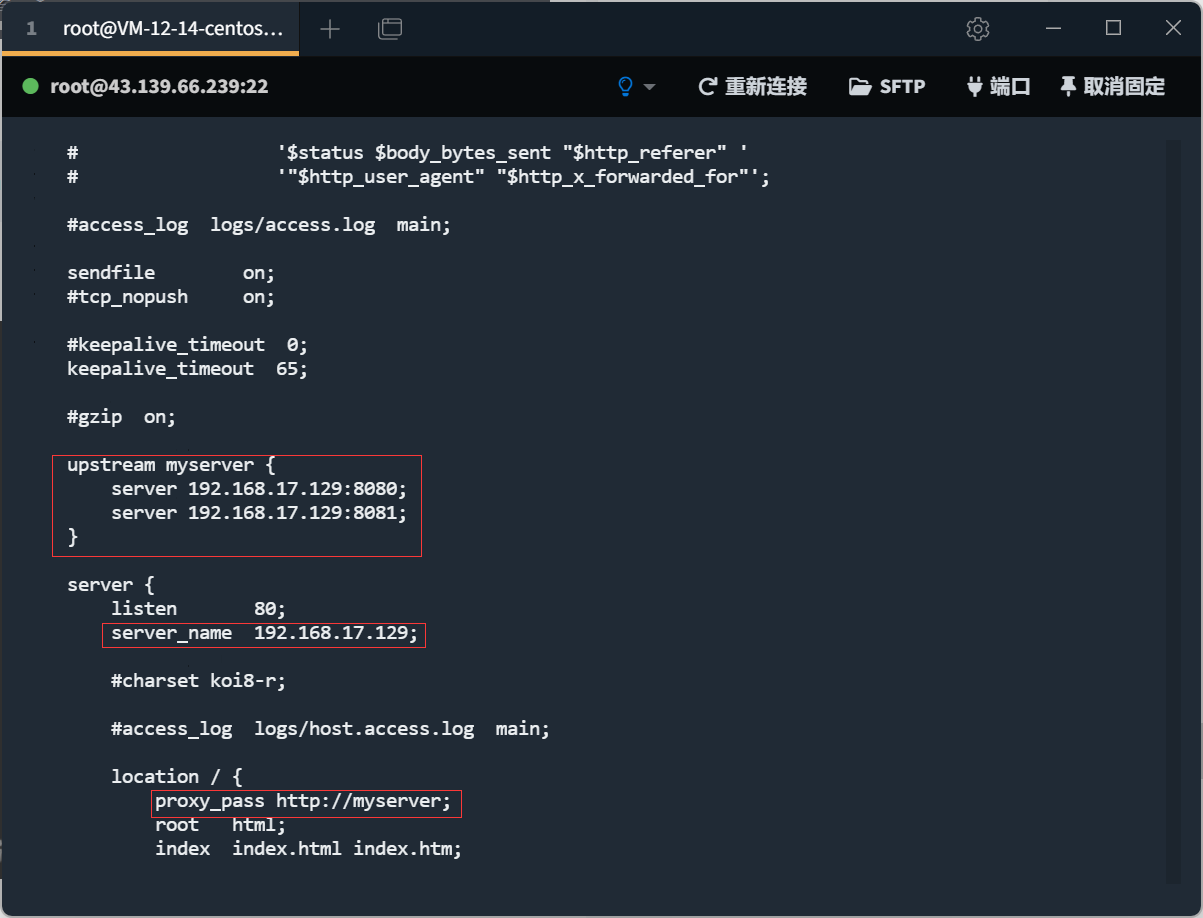 1 root@VM-12-14-centos...
root@43.139.66.239:22 重新连接 SFTP 端口 取消固定
#                  '$status $body_bytes_sent "$http_referer" '
#                  '"$http_user_agent" "$http_x_forwarded_for"';
#access_log  logs/access.log  main;
sendfile        on;
#tcp_nopush     on;
#keepalive_timeout  0;
keepalive_timeout  65;
#gzip  on;
upstream myserver {
    server 192.168.17.129:8080;
    server 192.168.17.129:8081;
}
server {
    listen       80;
    server_name  192.168.17.129;
    #charset koi8-r;
    #access_log  logs/host.access.log  main;
    location / {
        proxy_pass http://myserver;
        root   html;
        index  index.html index.htm;